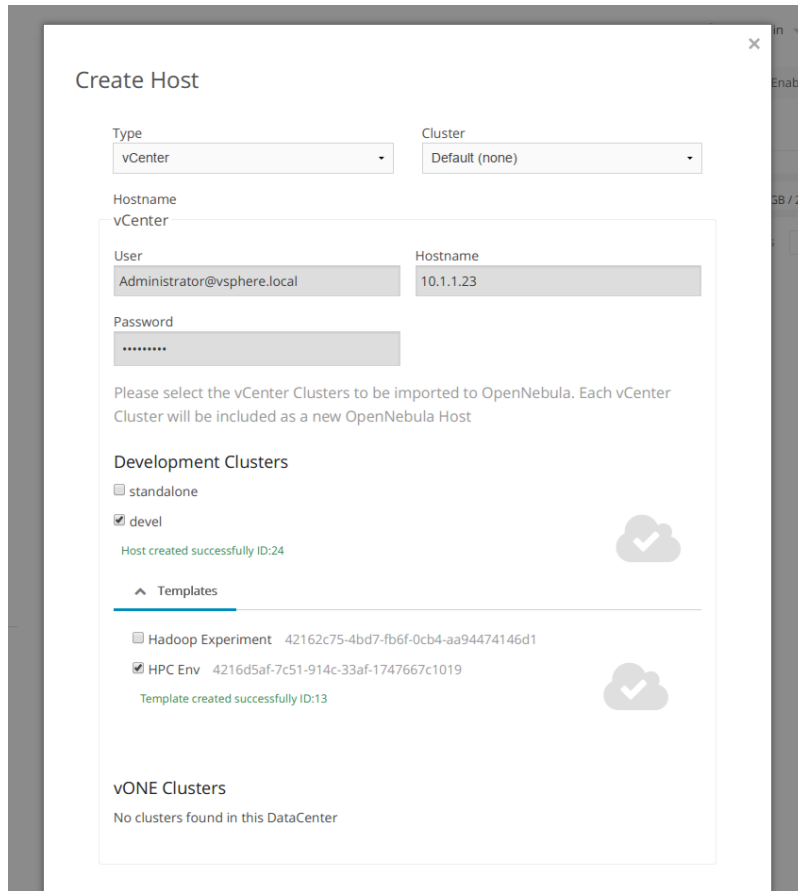 in
×
Create Host
Enab
Type Cluster
vCenter Default (none)
Hostname
GB / 2
vCenter
s
User Hostname
Administrator@vsphere.local 10.1.1.23
Password
•••••••••
Please select the vCenter Clusters to be imported to OpenNebula. Each vCenter
Cluster will be included as a new OpenNebula Host
Development Clusters
standalone
devel
Host created successfully ID:24
Templates
Hadoop Experiment 42162c75-4bd7-fb6f-0cb4-aa94474146d1
HPC Env 4216d5af-7c51-914c-33af-1747667c1019
Template created successfully ID:13
vONE Clusters
No clusters found in this DataCenter